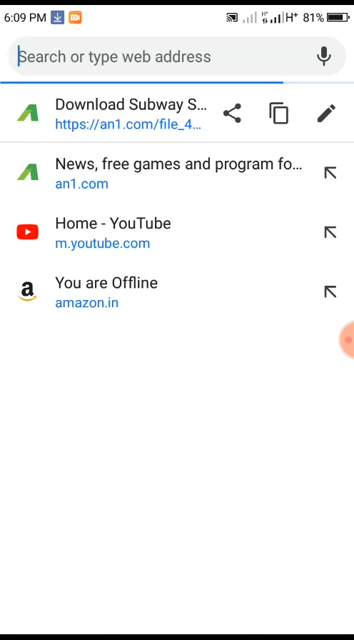 6:09 PM
H+ 81%
Search or type web address
Download Subway S...
https://an1.com/file_4...
News, free games and program fo...
an1.com
Home - YouTube
m.youtube.com
You are Offline
amazon.in